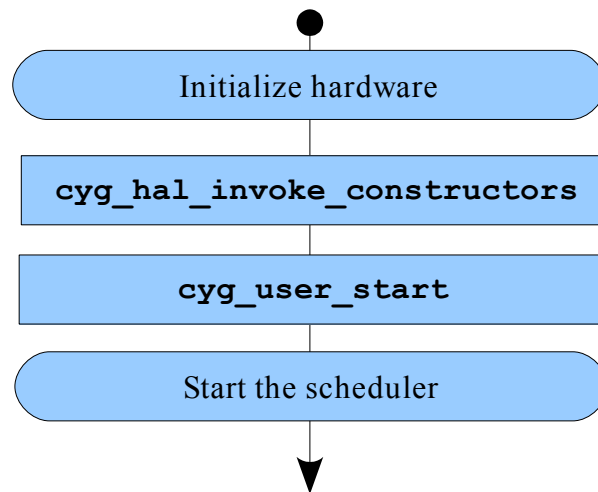 Initialize hardware
cyg_hal_invoke_constructors
cyg_user_start
Start the scheduler